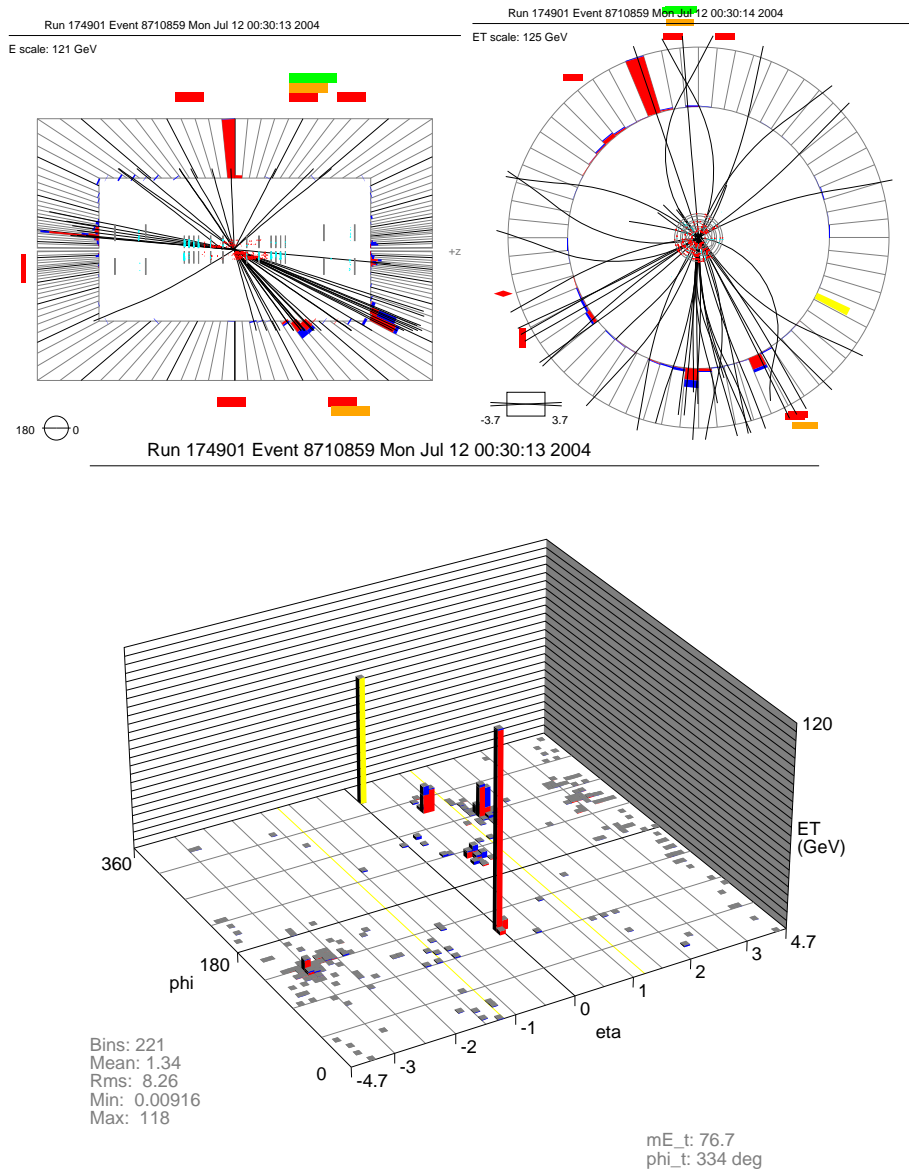 Run 174901 Event 8710859 Mon Jul 12 00:30:13 2004
E scale: 121 GeV
+z
180
0
Run 174901 Event 8710859 Mon Jul 12 00:30:14 2004
ET scale: 125 GeV
-3.7
3.7
Run 174901 Event 8710859 Mon Jul 12 00:30:13 2004
120
ET
(GeV)
360
180
phi
0
-4.7
-3
-2
-1
0
1
2
3
4.7
eta
Bins: 221
Mean: 1.34
Rms: 8.26
Min: 0.00916
Max: 118
mE_t: 76.7
phi_t: 334 deg